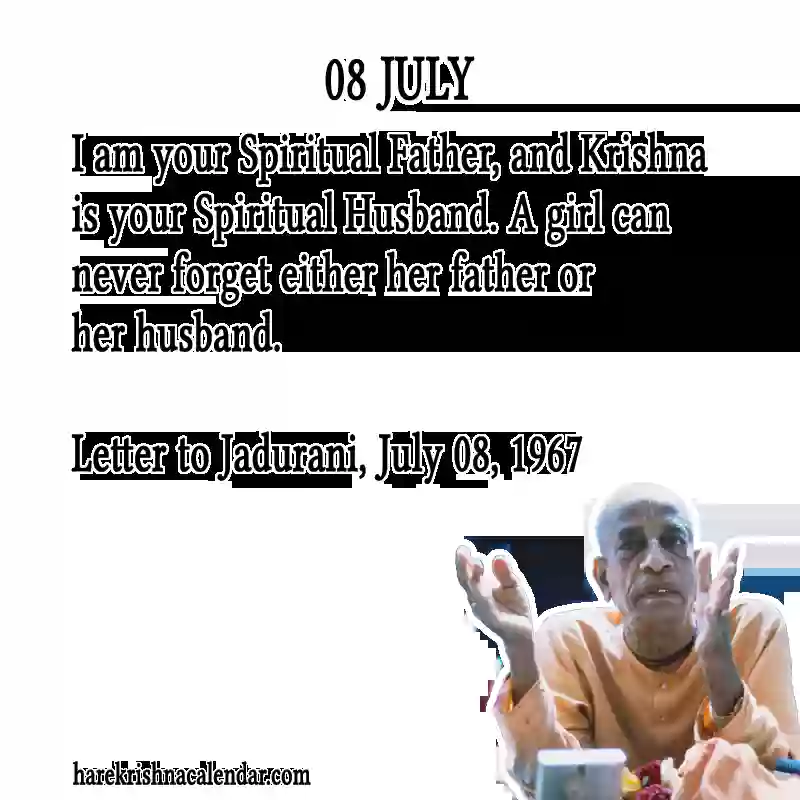 08 JULY
I am your Spiritual Father, and Krishna
is your Spiritual Husband. A girl can
never forget either her father or
her husband.
Letter to Jadurani, July 08, 1967
harekrishnacalendar.com